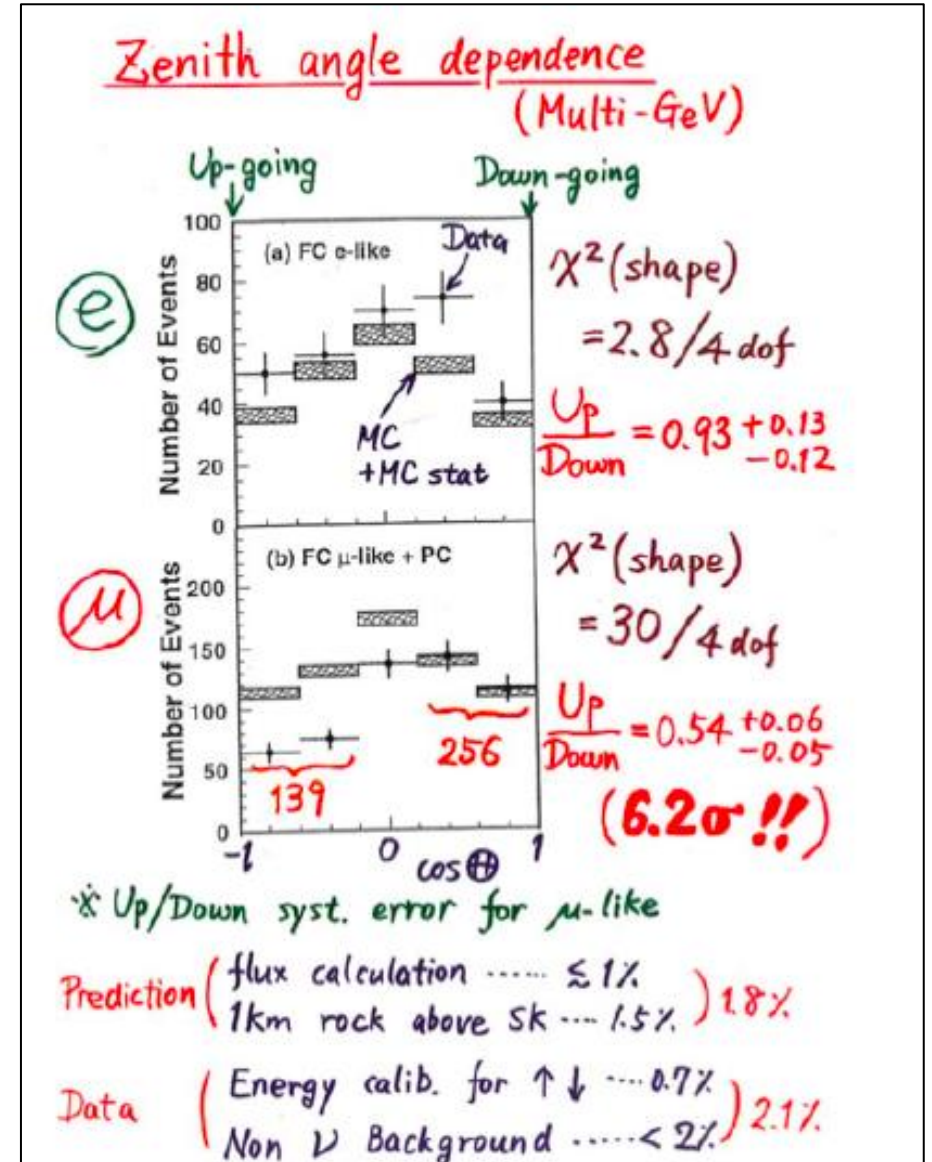 Zenith angle dependence
(Multi-GeV)
Up-going
Down-going
e
100
80
60
40
20
0
Number of Events
(a) FC e-like
Data
MC
+MC stat
χ²(shape)
=2.8/4 dof
Up
Down
= 0.93 +0.13
-0.12
μ
200
150
100
50
0
Number of Events
(b) FC μ-like + PC
139
256
-1
0
1
cosⴲ
χ²(shape)
= 30/4 dof
Up
Down
= 0.54 +0.06
-0.05
(6.2σ !!)
※ Up/Down syst. error for μ-like
Prediction ( flux calculation ...... ≲ 1%
1km rock above SK .... 1.5% ) 1.8%
Data ( Energy calib. for ↑ ↓ .... 0.7%
Non ν Background ..... < 2% ) 2.1%